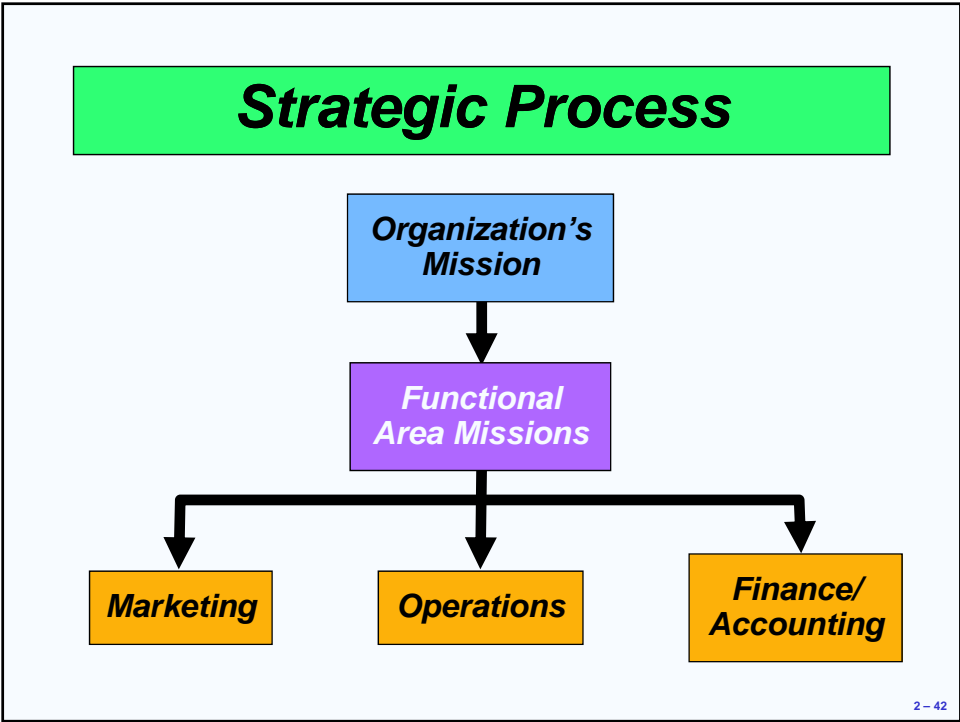 Strategic Process
Organization's
Mission
Functional
Area Missions
Marketing
Operations
Finance/
Accounting
2 – 42